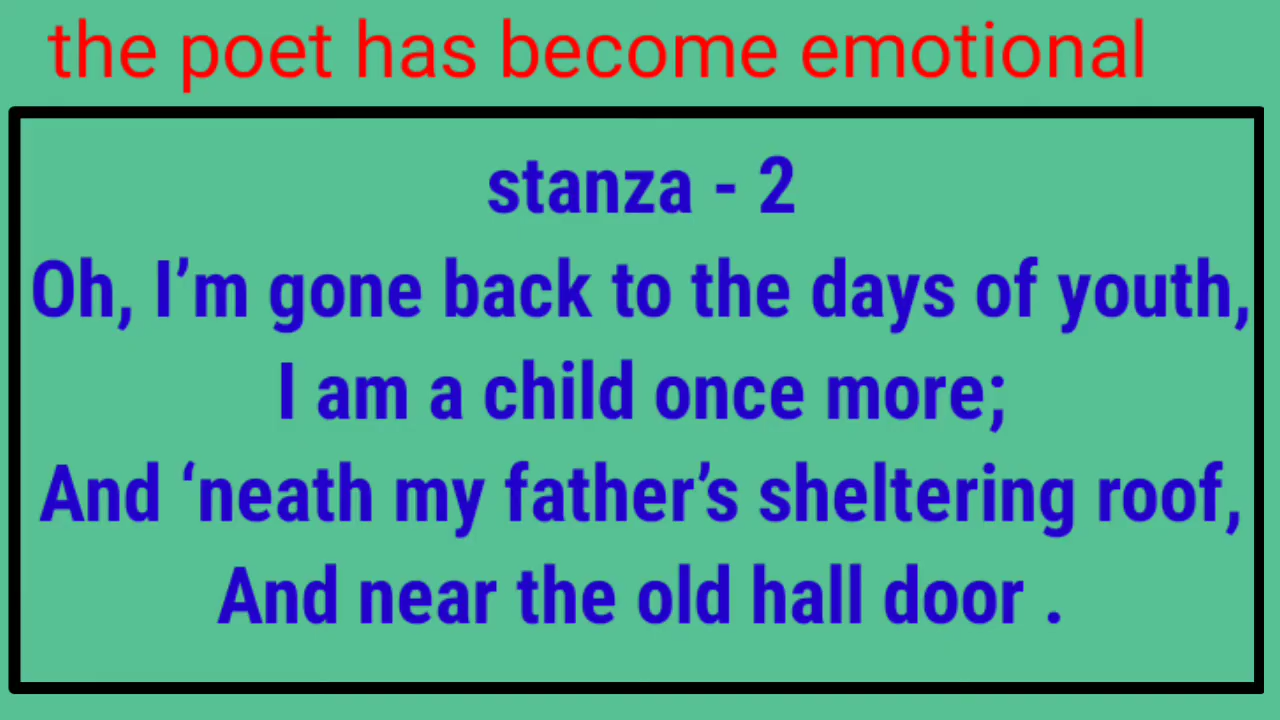 the poet has become emotional
stanza - 2
Oh, I’m gone back to the days of youth,
I am a child once more;
And ‘neath my father’s sheltering roof,
And near the old hall door .